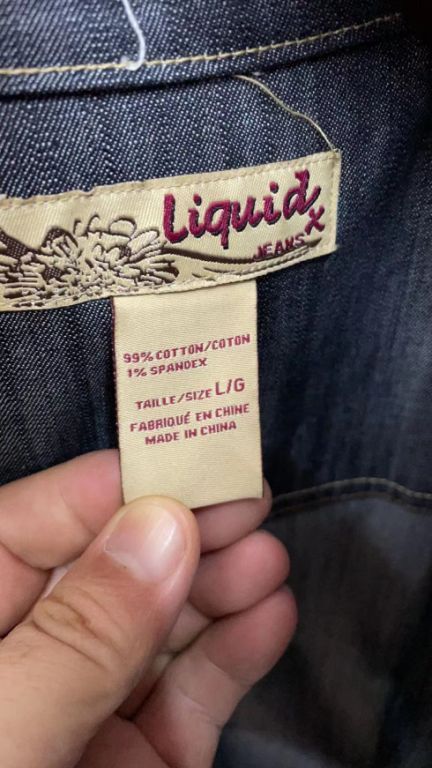 Liquid X
JEANS
99% COTTON/COTON
1% SPANDEX
TAILLE/SIZE L/G
FABRIQUÉ EN CHINE
MADE IN CHINA